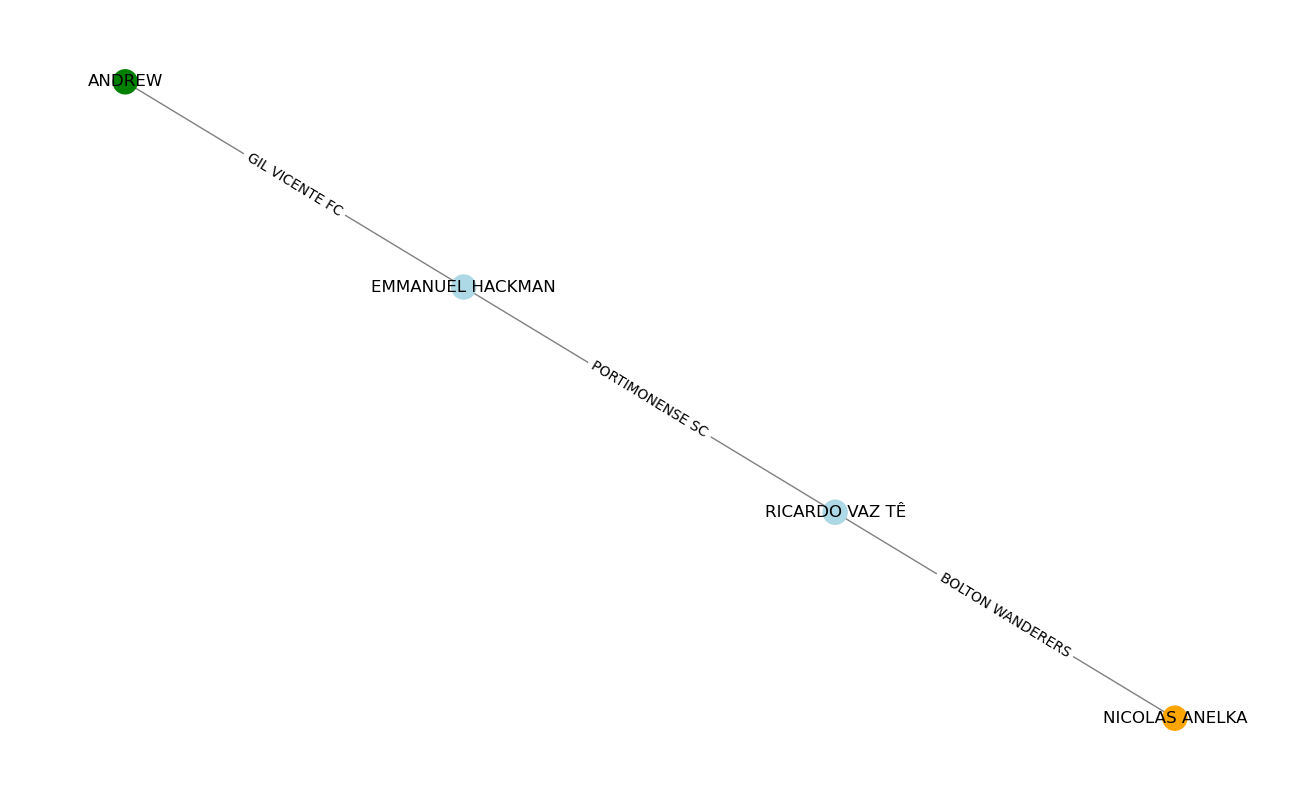 ANDREW
GIL VICENTE FC
EMMANUEL HACKMAN
PORTIMONENSE SC
RICARDO VAZ TÊ
BOLTON WANDERERS
NICOLAS ANELKA